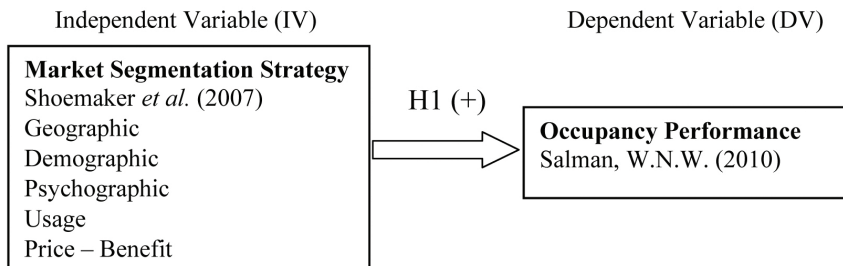 Independent Variable (IV)
Dependent Variable (DV)
Market Segmentation Strategy
Shoemaker et al. (2007)
Geographic
Demographic
Psychographic
Usage
Price – Benefit
H1 (+)
Occupancy Performance
Salman, W.N.W. (2010)